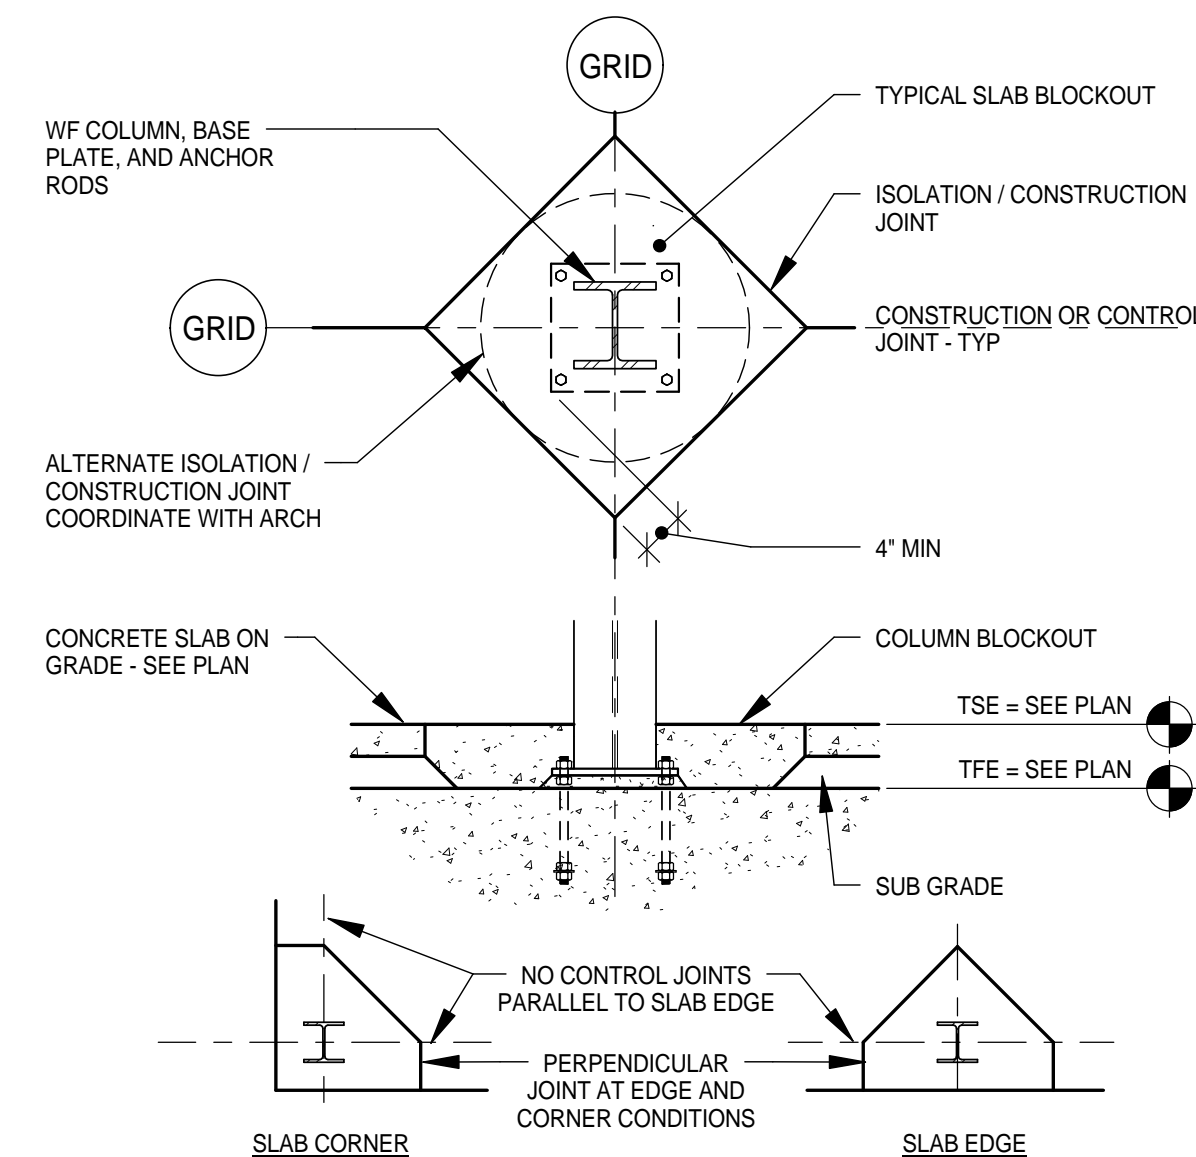 GRID
TYPICAL SLAB BLOCKOUT
WF COLUMN, BASE
PLATE, AND ANCHOR
RODS
ISOLATION / CONSTRUCTION
JOINT
GRID
CONSTRUCTION OR CONTROL
JOINT - TYP
ALTERNATE ISOLATION /
CONSTRUCTION JOINT
COORDINATE WITH ARCH
4" MIN
CONCRETE SLAB ON
GRADE - SEE PLAN
COLUMN BLOCKOUT
TSE = SEE PLAN
TFE = SEE PLAN
SUB GRADE
NO CONTROL JOINTS
PARALLEL TO SLAB EDGE
PERPENDICULAR
JOINT AT EDGE AND
CORNER CONDITIONS
SLAB CORNER
SLAB EDGE